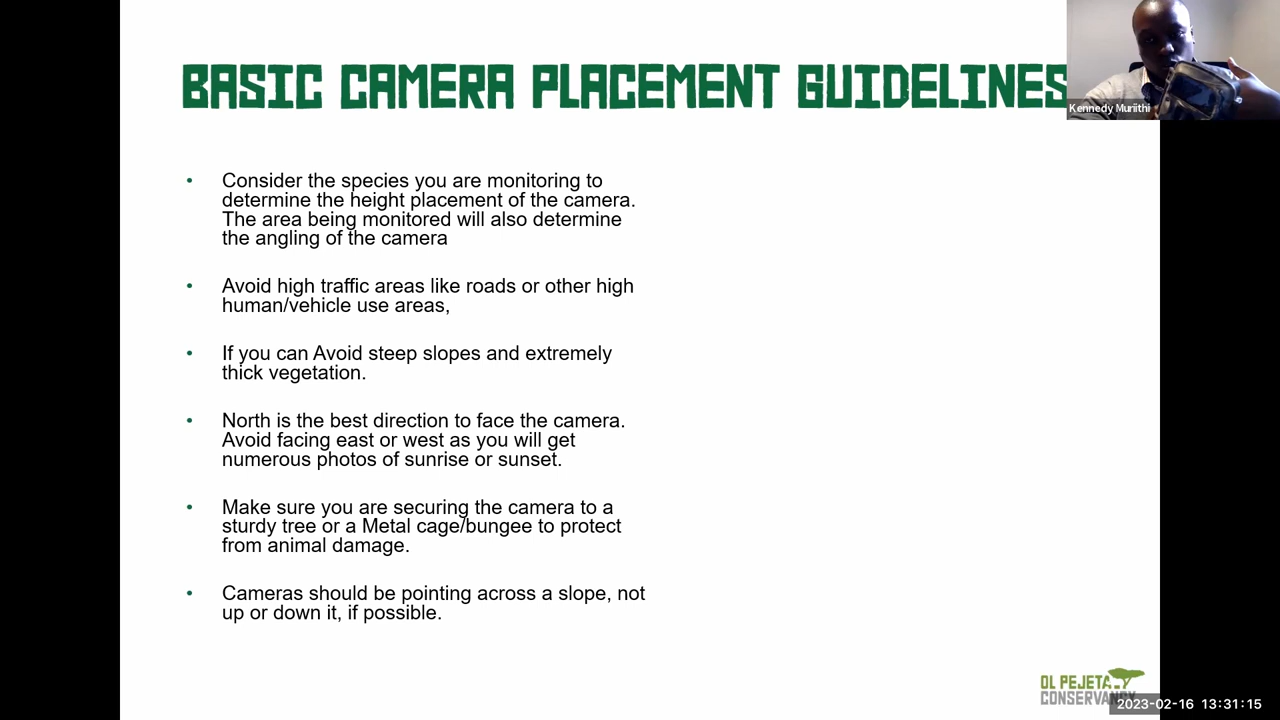 BASIC CAMERA PLACEMENT GUIDELINES
Kennedy Muriithi
• Consider the species you are monitoring to
determine the height placement of the camera.
The area being monitored will also determine
the angling of the camera
• Avoid high traffic areas like roads or other high
human/vehicle use areas,
• If you can Avoid steep slopes and extremely
thick vegetation.
• North is the best direction to face the camera.
Avoid facing east or west as you will get
numerous photos of sunrise or sunset.
• Make sure you are securing the camera to a
sturdy tree or a Metal cage/bungee to protect
from animal damage.
• Cameras should be pointing across a slope, not
up or down it, if possible.
OL PEJETA
CONSERVANCY
2023-02-16 13:31:15